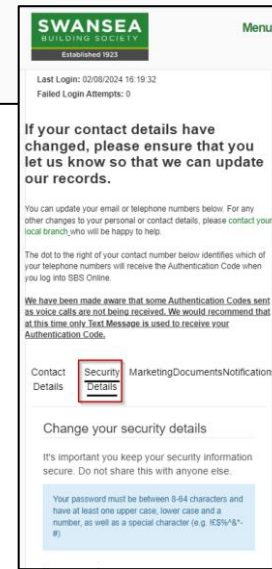 SWANSEA
BUILDING SOCIETY
Established 1923
Menu
Last Login: 02/08/2024 16:19:32
Failed Login Attempts: 0
If your contact details have
changed, please ensure that you
let us know so that we can update
our records.
You can update your email or telephone numbers below. For any
other changes to your personal or contact details, please contact your
local branch who will be happy to help.
The dot to the right of your contact number below identifies which of
your telephone numbers will receive the Authentication Code when
you log into SBS Online.
We have been made aware that some Authentication Codes sent
as voice calls are not being received. We would recommend that
at this time only Text Message is used to receive your
Authentication Code.
Contact Security MarketingDocumentsNotifications
Details Details
Change your security details
It's important you keep your security information
secure. Do not share this with anyone else.
Your password must be between 8-64 characters and
have at least one upper case, lower case and a
number, as well as a special character (e.g. !£$%^&*-
#)